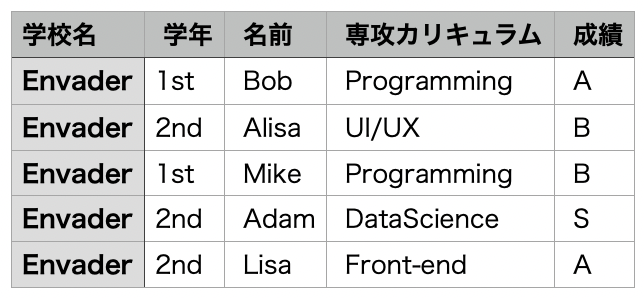 学校名 学年 名前 専攻カリキュラム 成績
Envader 1st Bob Programming A
Envader 2nd Alisa UI/UX B
Envader 1st Mike Programming B
Envader 2nd Adam DataScience S
Envader 2nd Lisa Front-end A